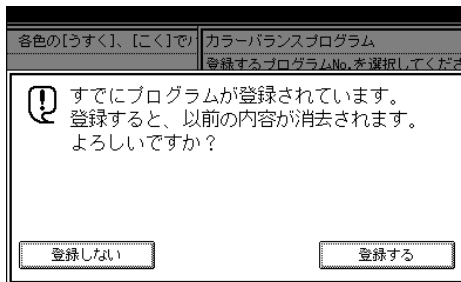 各色の[うすく]、[こく]で
カラーバランスプログラム
登録するプログラムNo.を選択してくださ
すでにプログラムが登録されています。
登録すると、以前の内容が消去されます。
よろしいですか？
登録しない
登録する